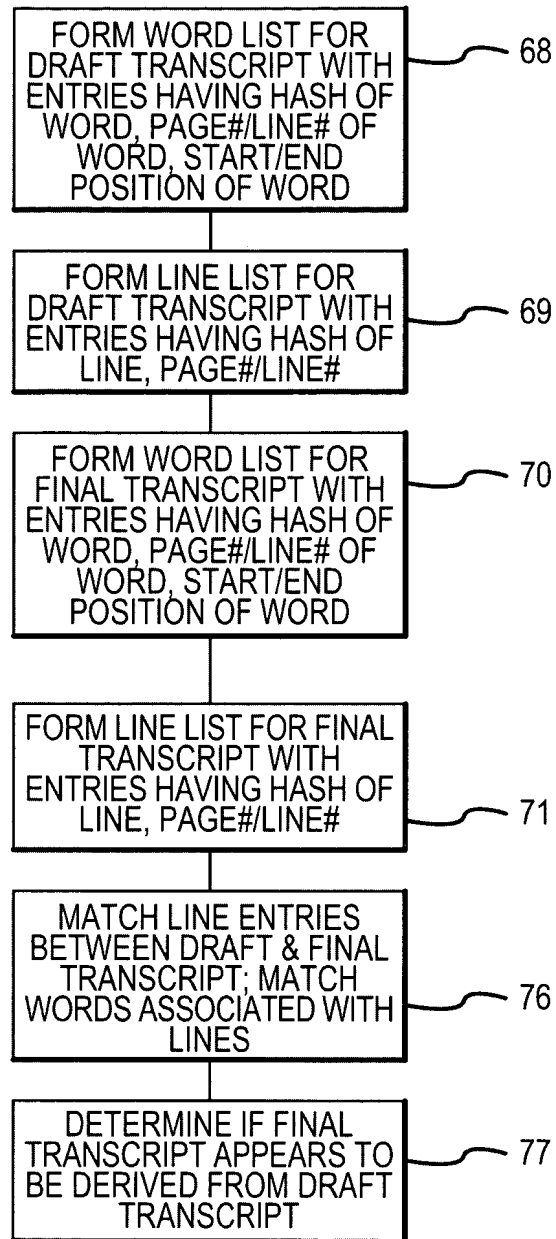 FORM WORD LIST FOR
DRAFT TRANSCRIPT WITH
ENTRIES HAVING HASH OF
WORD, PAGE#/LINE# OF
WORD, START/END
POSITION OF WORD
68
FORM LINE LIST FOR
DRAFT TRANSCRIPT WITH
ENTRIES HAVING HASH OF
LINE, PAGE#/LINE#
69
FORM WORD LIST FOR
FINAL TRANSCRIPT WITH
ENTRIES HAVING HASH OF
WORD, PAGE#/LINE# OF
WORD, START/END
POSITION OF WORD
70
FORM LINE LIST FOR FINAL
TRANSCRIPT WITH
ENTRIES HAVING HASH OF
LINE, PAGE#/LINE#
71
MATCH LINE ENTRIES
BETWEEN DRAFT & FINAL
TRANSCRIPT; MATCH
WORDS ASSOCIATED WITH
LINES
76
DETERMINE IF FINAL
TRANSCRIPT APPEARS TO
BE DERIVED FROM DRAFT
TRANSCRIPT
77